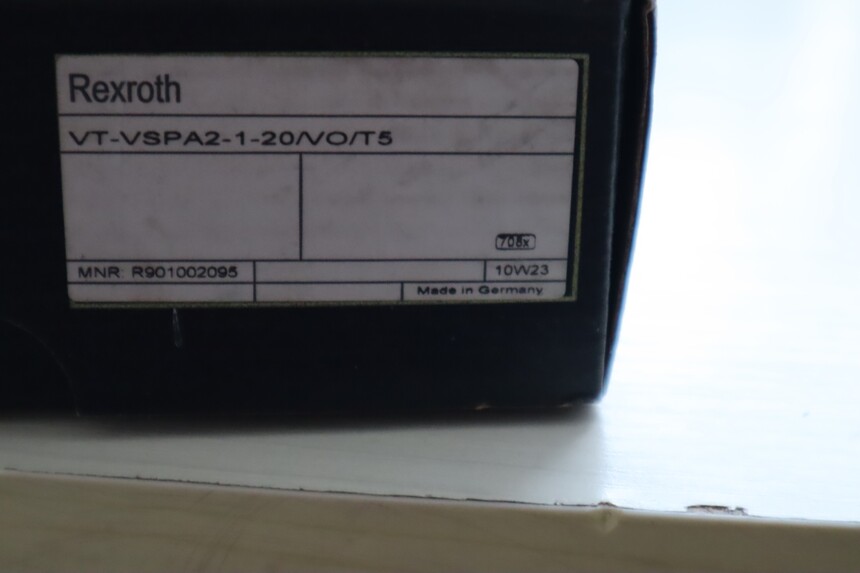 Rexroth
VT-VSPA2-1-20/VO/T5
708x
MNR: R901002095
10W23
Made in Germany